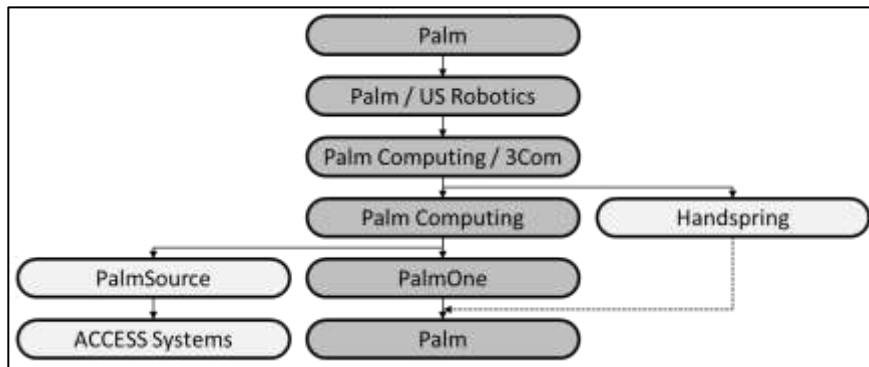 Palm
Palm / US Robotics
Palm Computing / 3Com
Palm Computing
Handspring
PalmSource
PalmOne
ACCESS Systems
Palm